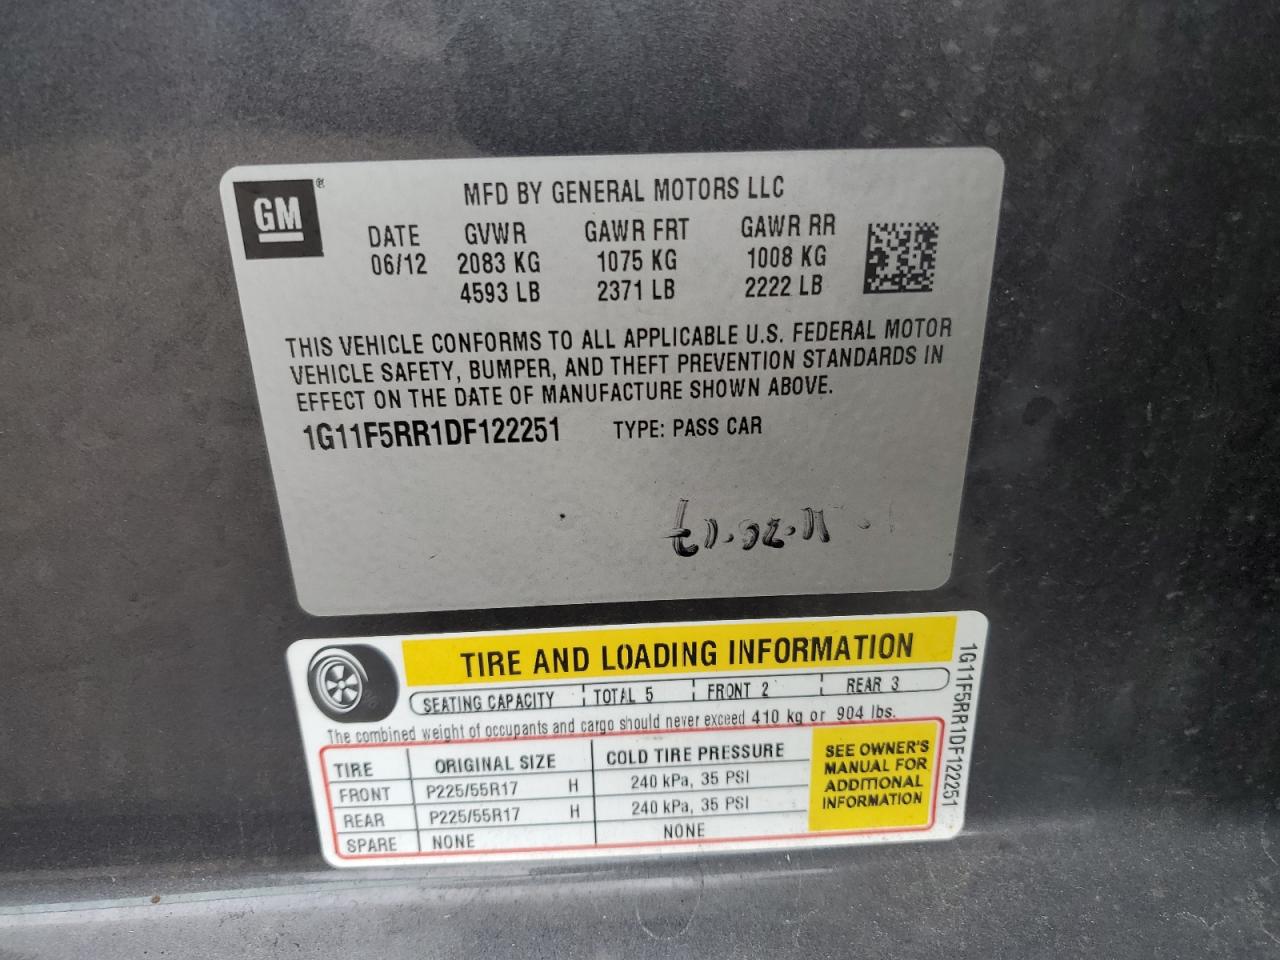 GM®
MFD BY GENERAL MOTORS LLC
DATE GVWR GAWR FRT GAWR RR
06/12 2083 KG 1075 KG 1008 KG
4593 LB 2371 LB 2222 LB
THIS VEHICLE CONFORMS TO ALL APPLICABLE U.S. FEDERAL MOTOR
VEHICLE SAFETY, BUMPER, AND THEFT PREVENTION STANDARDS IN
EFFECT ON THE DATE OF MANUFACTURE SHOWN ABOVE.
1G11F5RR1DF122251 TYPE: PASS CAR
TIRE AND LOADING INFORMATION
SEATING CAPACITY TOTAL 5 FRONT 2 REAR 3
The combined weight of occupants and cargo should never exceed 410 kg or 904 lbs.
TIRE ORIGINAL SIZE COLD TIRE PRESSURE
FRONT P225/55R17 H 240 kPa, 35 PSI
REAR P225/55R17 H 240 kPa, 35 PSI
SPARE NONE NONE
SEE OWNER'S
MANUAL FOR
ADDITIONAL
INFORMATION
1G11F5RR1DF122251